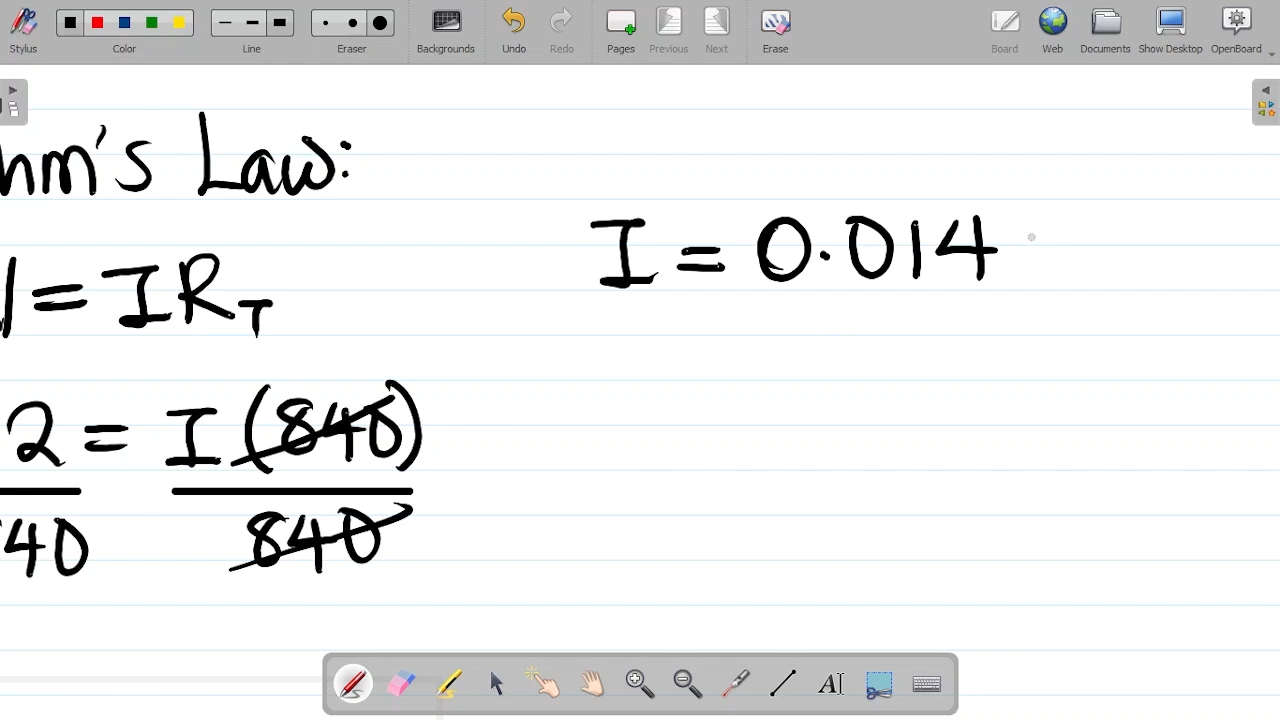 Stylus
Color
Line
Eraser
Backgrounds
Undo
Redo
Pages
Previous
Next
Erase
Board
Web
Documents
Show Desktop
OpenBoard
hm's Law:
= IR_T
I = 0.014
2 = I(840)
40 840